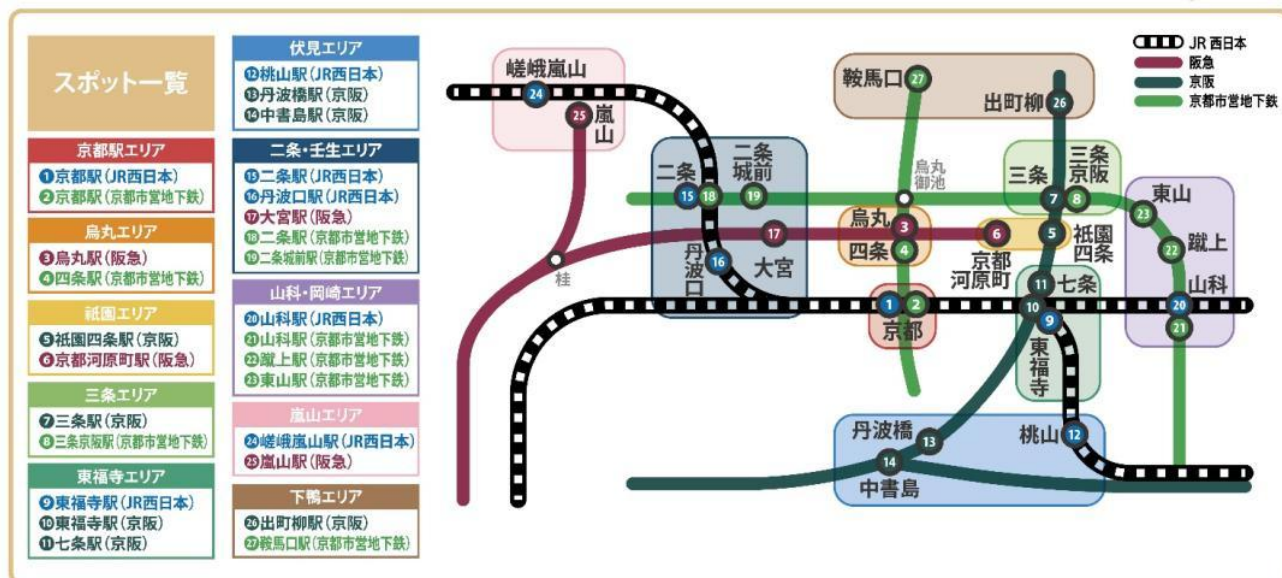 スポット一覧
京都駅エリア
❶京都駅(JR西日本)
❷京都駅(京都市営地下鉄)
烏丸エリア
❸烏丸駅(阪急)
❹四条駅(京都市営地下鉄)
祇園エリア
❺祇園四条駅(京阪)
❻京都河原町駅(阪急)
三条エリア
❼三条駅(京阪)
❽三条京阪駅(京都市営地下鉄)
東福寺エリア
❾東福寺駅(JR西日本)
❿東福寺駅(京阪)
⓫七条駅(京阪)
伏見エリア
⓬桃山駅(JR西日本)
⓭丹波橋駅(京阪)
⓮中書島駅(京阪)
二条・壬生エリア
⓯二条駅(JR西日本)
⓰丹波口駅(JR西日本)
⓱大宮駅(阪急)
⓲二条駅(京都市営地下鉄)
⓳二条城前駅(京都市営地下鉄)
山科・岡崎エリア
⓴山科駅(JR西日本)
㉑山科駅(京都市営地下鉄)
㉒蹴上駅(京都市営地下鉄)
㉓東山駅(京都市営地下鉄)
嵐山エリア
㉔嵯峨嵐山駅(JR西日本)
㉕嵐山駅(阪急)
下鴨エリア
㉖出町柳駅(京阪)
㉗鞍馬口駅(京都市営地下鉄)
JR西日本
阪急
京阪
京都市営地下鉄
嵯峨嵐山
24
25
嵐山
鞍馬口
27
出町柳
26
二条
15
18
二条
城前
19
烏丸
御池
三条
7
三条
京阪
8
東山
23
蹴上
22
桂
丹波口
16
17
大宮
烏丸
3
四条
4
6
京都
河原町
5
祇園
四条
11
七条
1
2
京都
10
9
東福寺
山科
20
21
丹波橋
13
14
中書島
桃山
12